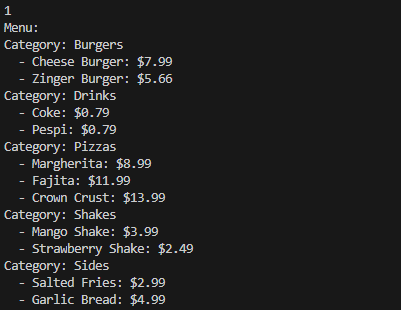 1
Menu:
Category: Burgers
- Cheese Burger: $7.99
- Zinger Burger: $5.66
Category: Drinks
- Coke: $0.79
- Pespi: $0.79
Category: Pizzas
- Margherita: $8.99
- Fajita: $11.99
- Crown Crust: $13.99
Category: Shakes
- Mango Shake: $3.99
- Strawberry Shake: $2.49
Category: Sides
- Salted Fries: $2.99
- Garlic Bread: $4.99